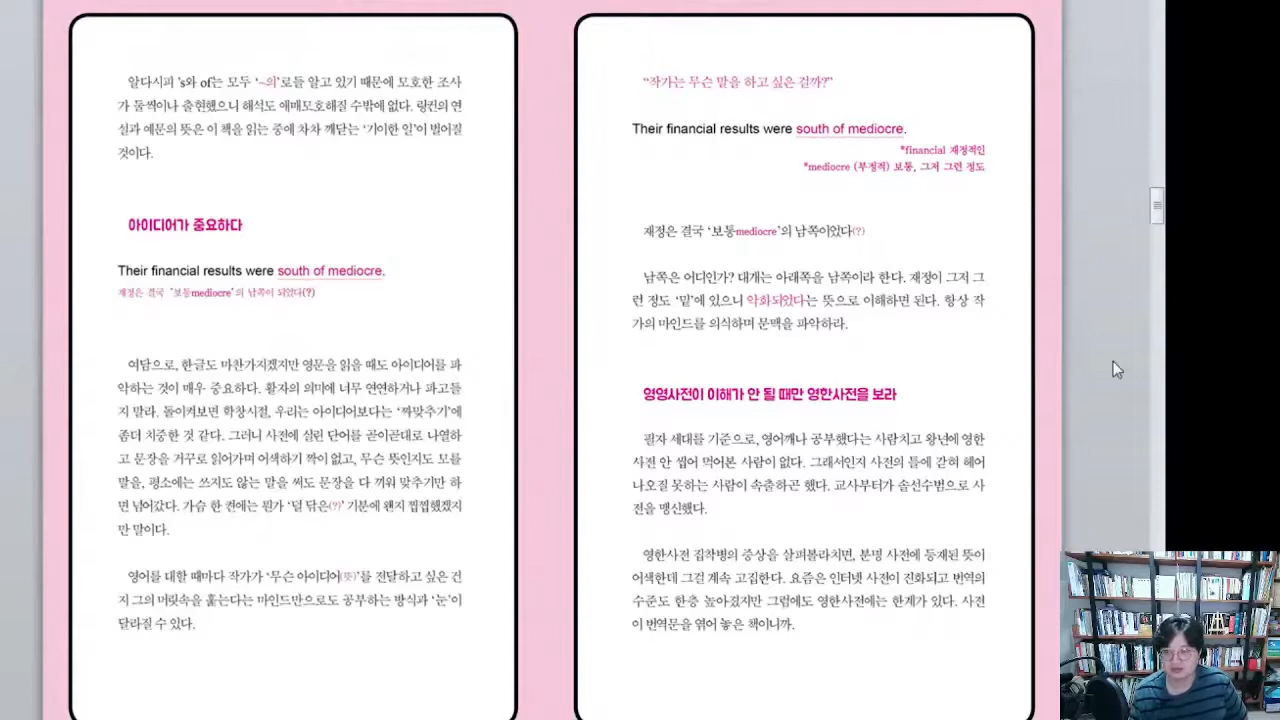 알다시피 's와 of는 모두 '~의'로들 알고 있기 때문에 모호한 조사
가 둘씩이나 출현했으니 해석도 애매모호해질 수밖에 없다. 링컨의 연
설과 예문의 뜻은 이 책을 읽는 중에 차차 깨닫는 '기이한 일'이 벌어질
것이다.
아이디어가 중요하다
Their financial results were south of mediocre.
재정은 결국 '보통mediocre'의 남쪽이 되었다(?)
여담으로, 한글도 마찬가지겠지만 영문을 읽을 때도 아이디어를 파
악하는 것이 매우 중요하다. 활자의 의미에 너무 연연하거나 파고들
지 말라. 돌이켜보면 학창시절, 우리는 아이디어보다는 '짜맞추기'에
좀더 치중한 것 같다. 그러니 사전에 실린 단어를 곧이곧대로 나열하
고 문장을 거꾸로 읽어가며 어색하기 짝이 없고, 무슨 뜻인지도 모를
말을, 평소에는 쓰지도 않는 말을 써도 문장을 다 끼워 맞추기만 하
면 넘어갔다. 가슴 한 켠에는 뭔가 '덜 닦은(?)' 기분에 왠지 찝찝했겠지
만 말이다.
영어를 대할 때마다 작가가 '무슨 아이디어(뜻)'를 전달하고 싶은 건
지 그의 머릿속을 훑는다는 마인드만으로도 공부하는 방식과 '눈'이
달라질 수 있다.
"작가는 무슨 말을 하고 싶은 걸까?"
Their financial results were south of mediocre.
*financial 재정적인
*mediocre (부정적) 보통, 그저 그런 정도
재정은 결국 '보통mediocre'의 남쪽이었다(?)
남쪽은 어디인가? 대개는 아래쪽을 남쪽이라 한다. 재정이 그저 그
런 정도 '밑'에 있으니 악화되었다는 뜻으로 이해하면 된다. 항상 작
가의 마인드를 의식하며 문맥을 파악하라.
영영사전이 이해가 안 될 때만 영한사전을 보라
필자 세대를 기준으로, 영어깨나 공부했다는 사람치고 왕년에 영한
사전 안 씹어 먹어본 사람이 없다. 그래서인지 사전의 틀에 갇혀 헤어
나오질 못하는 사람이 속출하곤 했다. 교사부터가 솔선수범으로 사
전을 맹신했다.
영한사전 집착병의 증상을 살펴볼라치면, 분명 사전에 등재된 뜻이
어색한데 그걸 계속 고집한다. 요즘은 인터넷 사전이 진화되고 번역의
수준도 한층 높아졌지만 그럼에도 영한사전에는 한계가 있다. 사전
이 번역문을 엮어 놓은 책이니까.